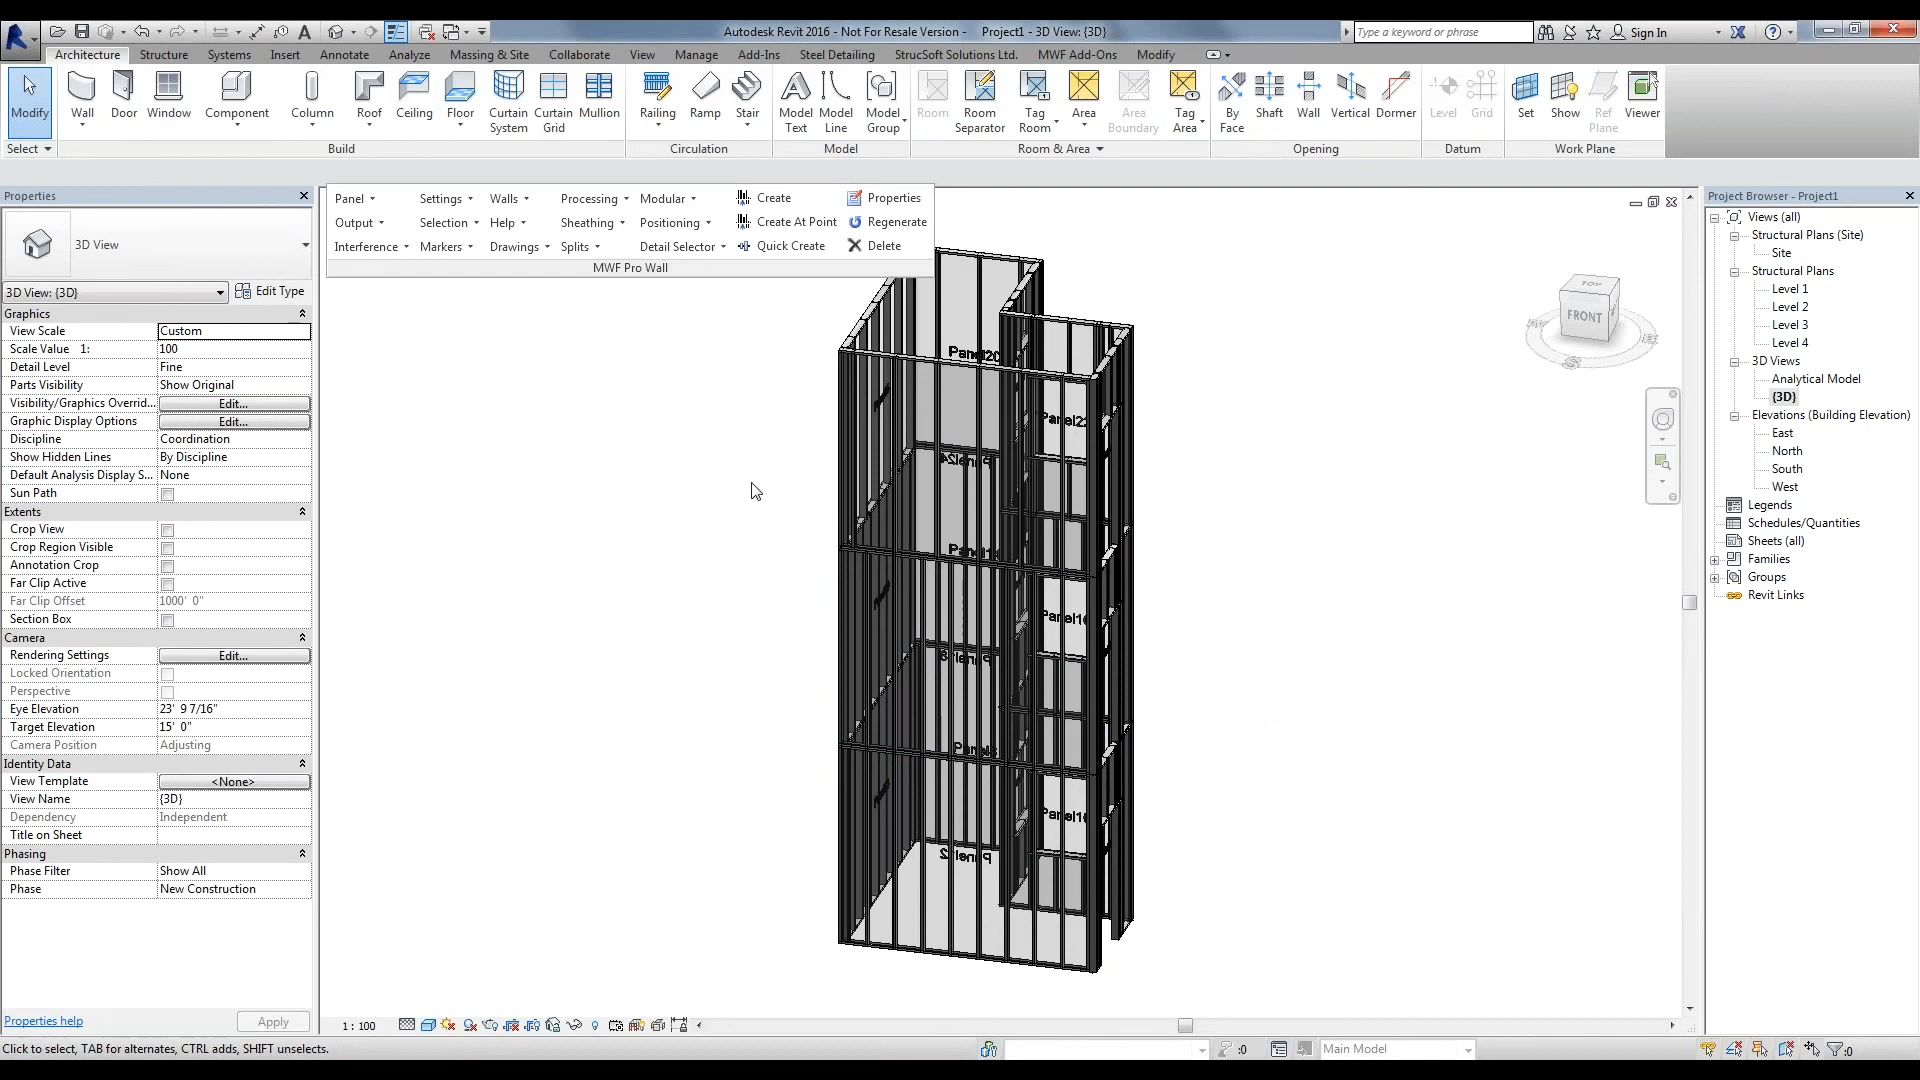 Autodesk Revit 2016 - Not For Resale Version - Project1 - 3D View: {3D}
Type a keyword or phrase
Sign In
Architecture Structure Systems Insert Annotate Analyze Massing & Site Collaborate View Manage Add-Ins Steel Detailing StrucSoft Solutions Ltd. MWF Add-Ons Modify
Modify Wall Door Window Component Column Roof Ceiling Floor Curtain System Curtain Grid Mullion Railing Ramp Stair Model Text Model Line Model Group Room Room Separator Tag Room Area Area Boundary Tag Area By Face Shaft Wall Vertical Dormer Level Grid Set Show Ref Plane Viewer
Select Build Circulation Model Room & Area Opening Datum Work Plane
Properties
3D View
3D View: {3D} Edit Type
Graphics
View Scale Custom
Scale Value 1: 100
Detail Level Fine
Parts Visibility Show Original
Visibility/Graphics Overrid... Edit...
Graphic Display Options Edit...
Discipline Coordination
Show Hidden Lines By Discipline
Default Analysis Display S... None
Sun Path
Extents
Crop View
Crop Region Visible
Annotation Crop
Far Clip Active
Far Clip Offset 1000' 0"
Section Box
Camera
Rendering Settings Edit...
Locked Orientation
Perspective
Eye Elevation 23' 9 7/16"
Target Elevation 15' 0"
Camera Position Adjusting
Identity Data
View Template <None>
View Name {3D}
Dependency Independent
Title on Sheet
Phasing
Phase Filter Show All
Phase New Construction
Properties help Apply
Panel Settings Walls Processing Modular Create Properties
Output Selection Help Sheathing Positioning Create At Point Regenerate
Interference Markers Drawings Splits Detail Selector Quick Create Delete
MWF Pro Wall
Panel20
Panel22
Panel24
Panel16
Panel18
Panel10
Panel12
TOP
FRONT
Project Browser - Project1
Views (all)
Structural Plans (Site)
Site
Structural Plans
Level 1
Level 2
Level 3
Level 4
3D Views
Analytical Model
{3D}
Elevations (Building Elevation)
East
North
South
West
Legends
Schedules/Quantities
Sheets (all)
Families
Groups
Revit Links
1 : 100
Click to select, TAB for alternates, CTRL adds, SHIFT unselects.
:0
Main Model
:0